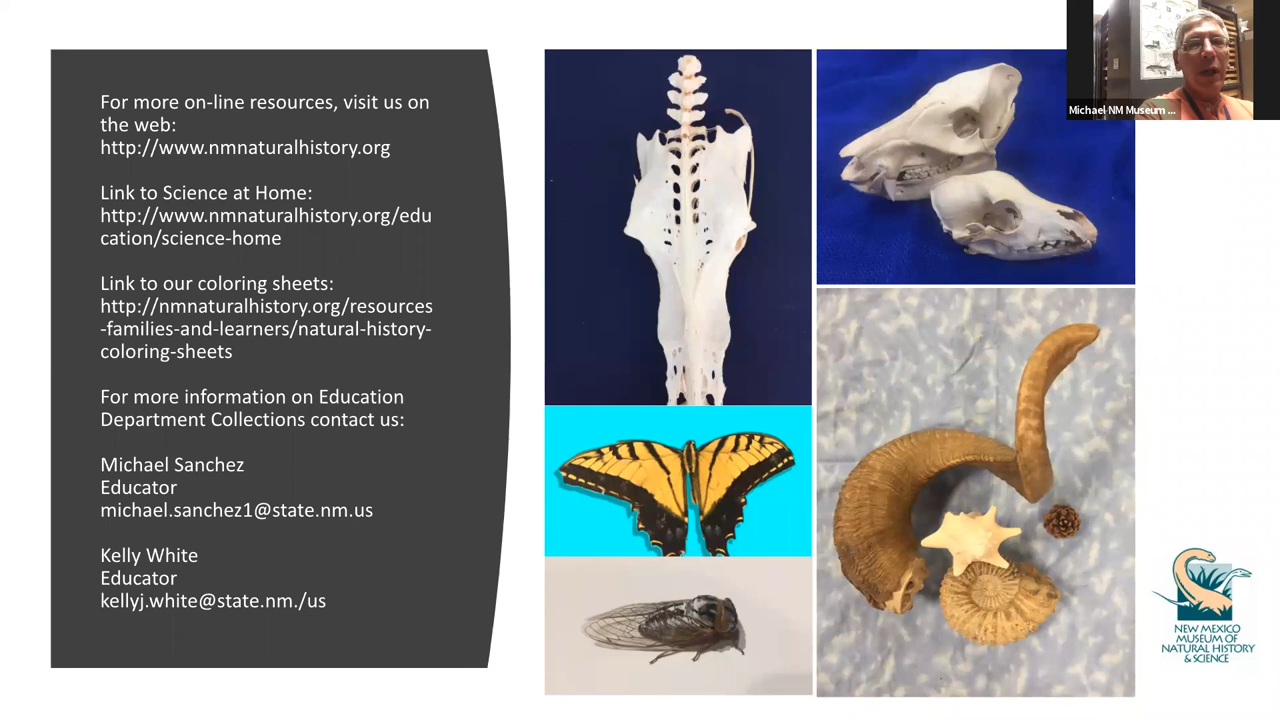 For more on-line resources, visit us on
the web:
http://www.nmnaturalhistory.org
Link to Science at Home:
http://www.nmnaturalhistory.org/edu
cation/science-home
Link to our coloring sheets:
http://nmnaturalhistory.org/resources
-families-and-learners/natural-history-
coloring-sheets
For more information on Education
Department Collections contact us:
Michael Sanchez
Educator
michael.sanchez1@state.nm.us
Kelly White
Educator
kellyj.white@state.nm./us
Michael NM Museum ...
NEW MEXICO
MUSEUM OF
NATURAL HISTORY
& SCIENCE